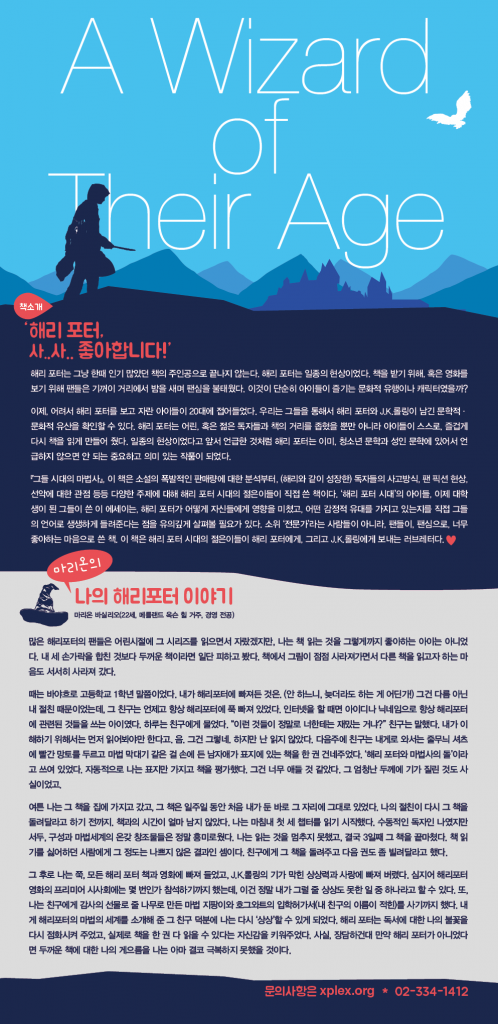 A Wizard
of
Their Age
책소개
'해리 포터,
사..사.. 좋아합니다!'
해리 포터는 그냥 한때 인기 많았던 책의 주인공으로 끝나지 않는다. 해리 포터는 일종의 현상이었다. 책을 받기 위해, 혹은 영화를
보기 위해 팬들은 기꺼이 거리에서 밤을 새며 팬심을 불태웠다. 이것이 단순히 아이들이 즐기는 문화적 유행이나 캐릭터였을까?
이제, 어려서 해리 포터를 보고 자란 아이들이 20대에 접어들었다. 우리는 그들을 통해서 해리 포터와 J.K.롤링이 남긴 문학적 ·
문화적 유산을 확인할 수 있다. 해리 포터는 어린, 혹은 젊은 독자들과 책의 거리를 좁혔을 뿐만 아니라 아이들이 스스로, 즐겁게
다시 책을 읽게 만들어 줬다. 일종의 현상이었다고 앞서 언급한 것처럼 해리 포터는 이미, 청소년 문학과 성인 문학에 있어서 언
급하지 않으면 안 되는 중요하고 의미 있는 작품이 되었다.
『그들 시대의 마법사』, 이 책은 소설의 폭발적인 판매량에 대한 분석부터, (해리와 같이 성장한) 독자들의 사고방식, 팬 픽션 현상,
선악에 대한 관점 등등 다양한 주제에 대해 해리 포터 시대의 젊은이들이 직접 쓴 책이다. '해리 포터 시대'의 아이들, 이제 대학
생이 된 그들이 쓴 이 에세이는, 해리 포터가 어떻게 자신들에게 영향을 미쳤고, 어떤 감정적 유대를 가지고 있는지를 직접 그들
의 언어로 생생하게 들려준다는 점을 유의깊게 살펴볼 필요가 있다. 소위 '전문가'라는 사람들이 아니라, 팬들이, 팬심으로, 너무
좋아하는 마음으로 쓴 책, 이 책은 해리 포터 시대의 젊은이들이 해리 포터에게, 그리고 J.K.롤링에게 보내는 러브레터다. ♥
마리온의
나의 해리포터 이야기
마리온 바실리오(22세, 메릴랜드 옥슨 힐 거주, 경영 전공)
많은 해리포터의 팬들은 어린시절에 그 시리즈를 읽으면서 자랐겠지만, 나는 책 읽는 것을 그렇게까지 좋아하는 아이는 아니었
다. 내 세 손가락을 합친 것보다 두꺼운 책이라면 일단 피하고 봤다. 책에서 그림이 점점 사라져가면서 다른 책을 읽고자 하는 마
음도 서서히 사라져 갔다.
때는 바야흐로 고등학교 1학년 말쯤이었다. 내가 해리포터에 빠져든 것은, (안 하느니, 늦더라도 하는 게 어딘가!) 그건 다름 아닌
내 절친 때문이었는데, 그 친구는 언제고 항상 해리포터에 푹 빠져 있었다. 인터넷을 할 때면 아이디나 닉네임으로 항상 해리포터
에 관련된 것들을 쓰는 아이였다. 하루는 친구에게 물었다. "이런 것들이 정말로 너한테는 재밌는 거니?" 친구는 말했다. 내가 이
해하기 위해서는 먼저 읽어봐야만 한다고. 음, 그건 그렇네, 하지만 난 읽지 않았다. 다음주에 친구는 내게로 와서는 줄무늬 셔츠
에 빨간 망토를 두르고 마법 막대기 같은 걸 손에 든 남자애가 표지에 있는 책을 한 권 건네주었다. '해리 포터와 마법사의 돌'이라
고 쓰여 있었다. 자동적으로 나는 표지만 가지고 책을 평가했다. 그건 너무 애들 것 같았다. 그 엄청난 두께에 기가 질린 것도 사
실이었고.
여튼 나는 그 책을 집에 가지고 갔고, 그 책은 일주일 동안 처음 내가 둔 바로 그 자리에 그대로 있었다. 나의 절친이 다시 그 책을
돌려달라고 하기 전까지, 책과의 시간이 얼마 남지 않았다. 나는 마침내 첫 세 챕터를 읽기 시작했다. 수동적인 독자인 나였지만
서두, 구성과 마법세계의 온갖 창조물들은 정말 흥미로웠다. 나는 읽는 것을 멈추지 못했고, 결국 3일째 그 책을 끝마쳤다. 책 읽
기를 싫어하던 사람에게 그 정도는 나쁘지 않은 결과인 셈이다. 친구에게 그 책을 돌려주고 다음 권도 좀 빌려달라고 했다.
그 후로 나는 쭉, 모든 해리 포터 책과 영화에 빠져 들었고, J.K.롤링의 기가 막힌 상상력과 사랑에 빠져 버렸다. 심지어 해리포터
영화의 프리미어 시사회에는 몇 번인가 참석하기까지 했는데, 이건 정말 내가 그럴 줄 상상도 못한 일 중 하나라고 할 수 있다. 또,
나는 친구에게 감사의 선물로 줄 나무로 만든 마법 지팡이와 호그와트의 입학허가서(내 친구의 이름이 적힌)를 사기까지 했다. 내
게 해리포터의 마법의 세계를 소개해 준 그 친구 덕분에 나는 다시 '상상'할 수 있게 되었다. 해리 포터는 독서에 대한 나의 불꽃을
다시 점화시켜 주었고, 실제로 책을 한 권 다 읽을 수 있다는 자신감을 키워주었다. 사실, 장담하건대 만약 해리 포터가 아니었다
면 두꺼운 책에 대한 나의 게으름을 나는 아마 결코 극복하지 못했을 것이다.
문의사항은 xplex.org * 02-334-1412